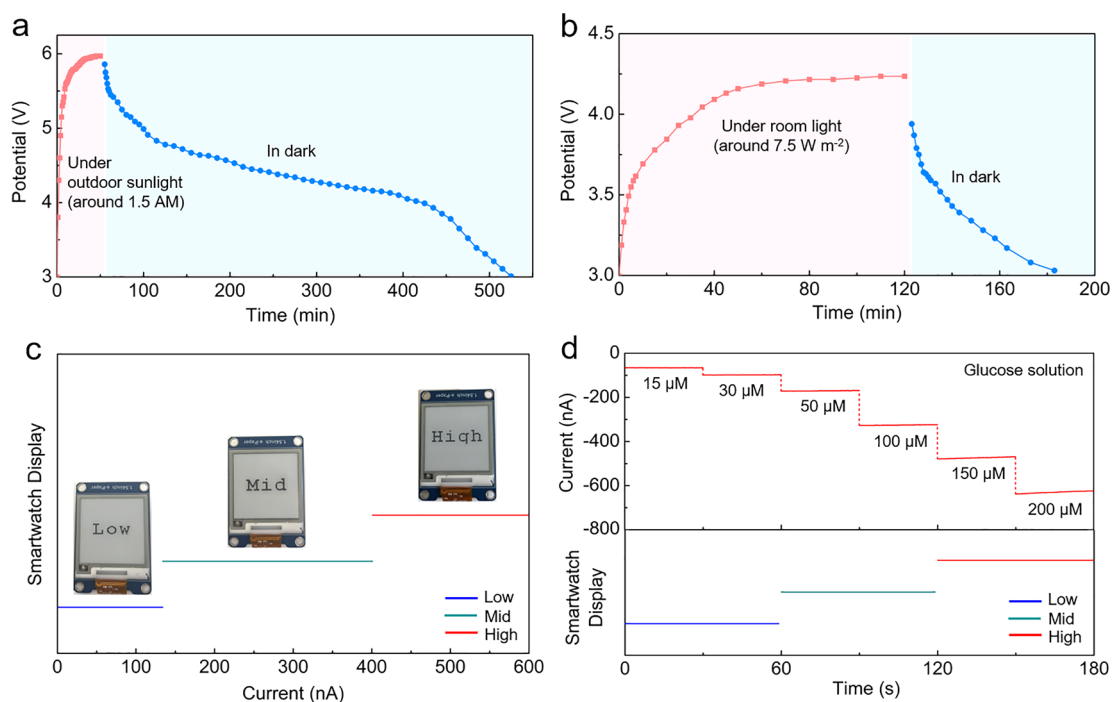 a
Potential (V)
6
5
4
3
Under
outdoor sunlight
(around 1.5 AM)
In dark
0
100
200
300
400
500
Time (min)
b
Potential (V)
4.5
4.0
3.5
3.0
Under room light
(around 7.5 W m⁻²)
In dark
0
40
80
120
160
200
Time (min)
c
Smartwatch Display
1.54inch e-Paper
Low
1.54inch e-Paper
Mid
1.54inch e-Paper
High
Low
Mid
High
0
100
200
300
400
500
600
Current (nA)
d
Current (nA)
0
-200
-400
-600
-800
Glucose solution
15 µM
30 µM
50 µM
100 µM
150 µM
200 µM
Smartwatch
Display
Low
Mid
High
0
60
120
180
Time (s)